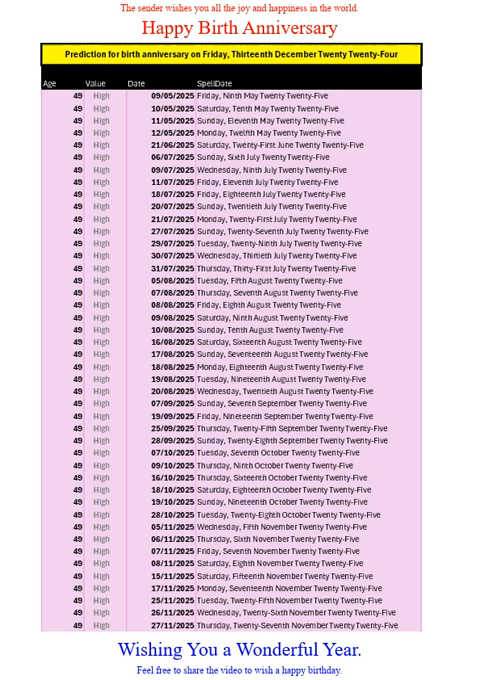 The sender wishes you all the joy and happiness in the world.
Happy Birth Anniversary
Prediction for birth anniversary on Friday, Thirteenth December Twenty Twenty-Four
Age Value Date SpellDate
49 High 09/05/2025 Friday, Ninth May Twenty Twenty-Five
49 High 10/05/2025 Saturday, Tenth May Twenty Twenty-Five
49 High 11/05/2025 Sunday, Eleventh May Twenty Twenty-Five
49 High 12/05/2025 Monday, Twelfth May Twenty Twenty-Five
49 High 21/06/2025 Saturday, Twenty-First June Twenty Twenty-Five
49 High 06/07/2025 Sunday, Sixth July Twenty Twenty-Five
49 High 09/07/2025 Wednesday, Ninth July Twenty Twenty-Five
49 High 11/07/2025 Friday, Eleventh July Twenty Twenty-Five
49 High 18/07/2025 Friday, Eighteenth July Twenty Twenty-Five
49 High 20/07/2025 Sunday, Twentieth July Twenty Twenty-Five
49 High 21/07/2025 Monday, Twenty-First July Twenty Twenty-Five
49 High 27/07/2025 Sunday, Twenty-Seventh July Twenty Twenty-Five
49 High 29/07/2025 Tuesday, Twenty-Ninth July Twenty Twenty-Five
49 High 30/07/2025 Wednesday, Thirtieth July Twenty Twenty-Five
49 High 31/07/2025 Thursday, Thirty-First July Twenty Twenty-Five
49 High 05/08/2025 Tuesday, Fifth August Twenty Twenty-Five
49 High 07/08/2025 Thursday, Seventh August Twenty Twenty-Five
49 High 08/08/2025 Friday, Eighth August Twenty Twenty-Five
49 High 09/08/2025 Saturday, Ninth August Twenty Twenty-Five
49 High 10/08/2025 Sunday, Tenth August Twenty Twenty-Five
49 High 16/08/2025 Saturday, Sixteenth August Twenty Twenty-Five
49 High 17/08/2025 Sunday, Seventeenth August Twenty Twenty-Five
49 High 18/08/2025 Monday, Eighteenth August Twenty Twenty-Five
49 High 19/08/2025 Tuesday, Nineteenth August Twenty Twenty-Five
49 High 20/08/2025 Wednesday, Twentieth August Twenty Twenty-Five
49 High 07/09/2025 Sunday, Seventh September Twenty Twenty-Five
49 High 19/09/2025 Friday, Nineteenth September Twenty Twenty-Five
49 High 25/09/2025 Thursday, Twenty-Fifth September Twenty Twenty-Five
49 High 28/09/2025 Sunday, Twenty-Eighth September Twenty Twenty-Five
49 High 07/10/2025 Tuesday, Seventh October Twenty Twenty-Five
49 High 09/10/2025 Thursday, Ninth October Twenty Twenty-Five
49 High 16/10/2025 Thursday, Sixteenth October Twenty Twenty-Five
49 High 18/10/2025 Saturday, Eighteenth October Twenty Twenty-Five
49 High 19/10/2025 Sunday, Nineteenth October Twenty Twenty-Five
49 High 28/10/2025 Tuesday, Twenty-Eighth October Twenty Twenty-Five
49 High 05/11/2025 Wednesday, Fifth November Twenty Twenty-Five
49 High 06/11/2025 Thursday, Sixth November Twenty Twenty-Five
49 High 07/11/2025 Friday, Seventh November Twenty Twenty-Five
49 High 08/11/2025 Saturday, Eighth November Twenty Twenty-Five
49 High 15/11/2025 Saturday, Fifteenth November Twenty Twenty-Five
49 High 17/11/2025 Monday, Seventeenth November Twenty Twenty-Five
49 High 25/11/2025 Tuesday, Twenty-Fifth November Twenty Twenty-Five
49 High 26/11/2025 Wednesday, Twenty-Sixth November Twenty Twenty-Five
49 High 27/11/2025 Thursday, Twenty-Seventh November Twenty Twenty-Five
Wishing You a Wonderful Year.
Feel free to share the video to wish a happy birthday.